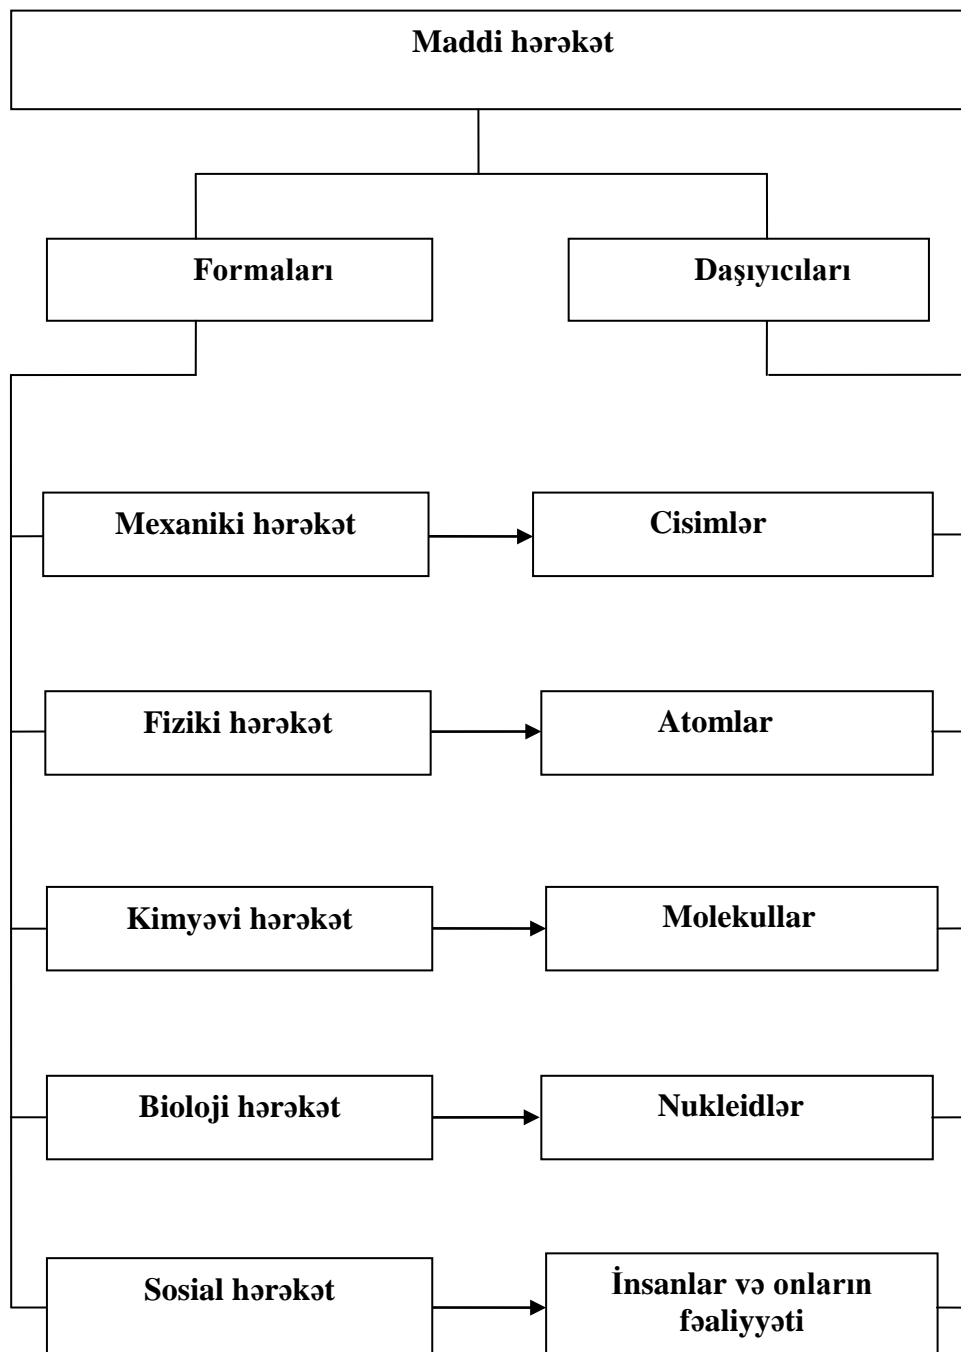 Maddi hərəkət
Formaları
Daşıyıcıları
Mexaniki hərəkət
Cisimlər
Fiziki hərəkət
Atomlar
Kimyəvi hərəkət
Molekullar
Bioloji hərəkət
Nukleidlər
Sosial hərəkət
İnsanlar və onların
fəaliyyəti